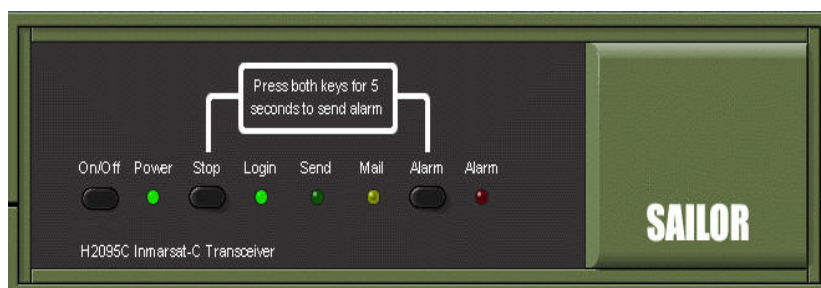 Press both keys for 5
seconds to send alarm
On/Off Power Stop Login Send Mail Alarm Alarm
SAILOR
H2095C Inmarsat-C Transceiver